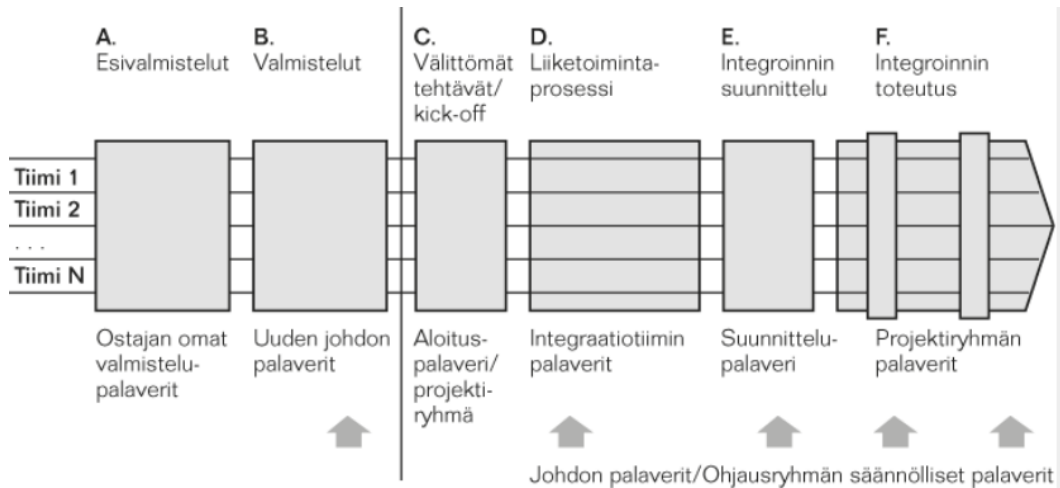 A.
Esivalmistelut
B.
Valmistelut
C.
Välittömät
tehtävät/
kick-off
D.
Liiketoiminta-
prosessi
E.
Integroinnin
suunnittelu
F.
Integroinnin
toteutus
Tiimi 1
Tiimi 2
. . .
Tiimi N
Ostajan omat
valmistelu-
palaverit
Uuden johdon
palaverit
Aloitus-
palaveri/
projekti-
ryhmä
Integraatiotiimin
palaverit
Suunnittelu-
palaveri
Projektiryhmän
palaverit
Johdon palaverit/Ohjausryhmän säännölliset palaverit